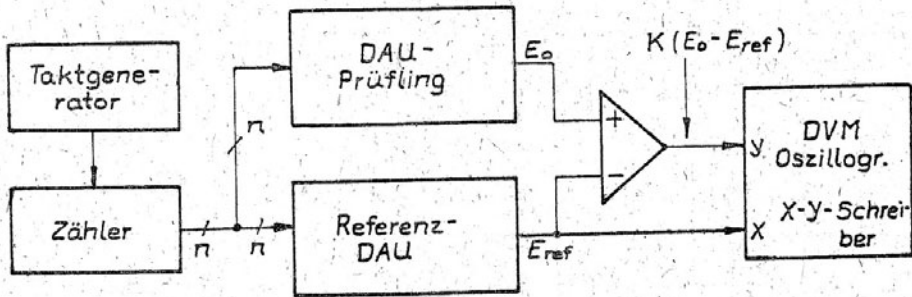 Taktgene-
rator
Zähler
n
n
n
DAU-
Prüfling
Referenz-
DAU
E₀
E_ref
K (E₀ - E_ref)
+
−
y
x
DVM
Oszillogr.
X-Y-Schrei-
ber